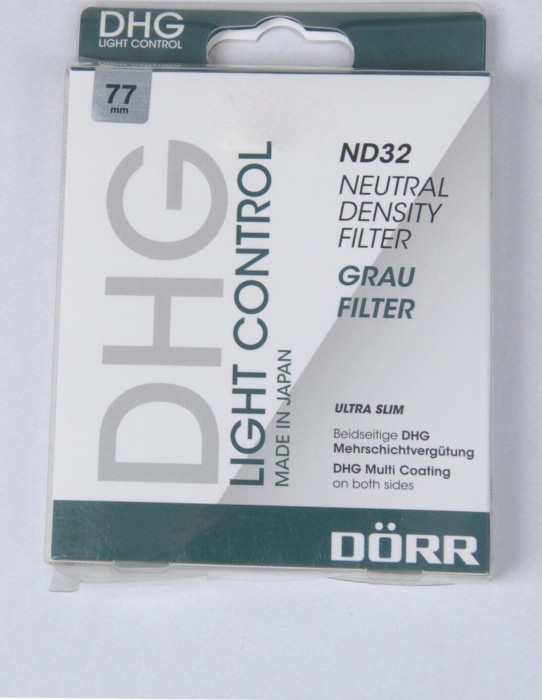 DHG
LIGHT CONTROL
77
mm
DHG
LIGHT CONTROL
MADE IN JAPAN
ND32
NEUTRAL
DENSITY
FILTER
GRAU
FILTER
ULTRA SLIM
Beidseitige DHG
Mehrschichtvergütung
DHG Multi Coating
on both sides
DÖRR